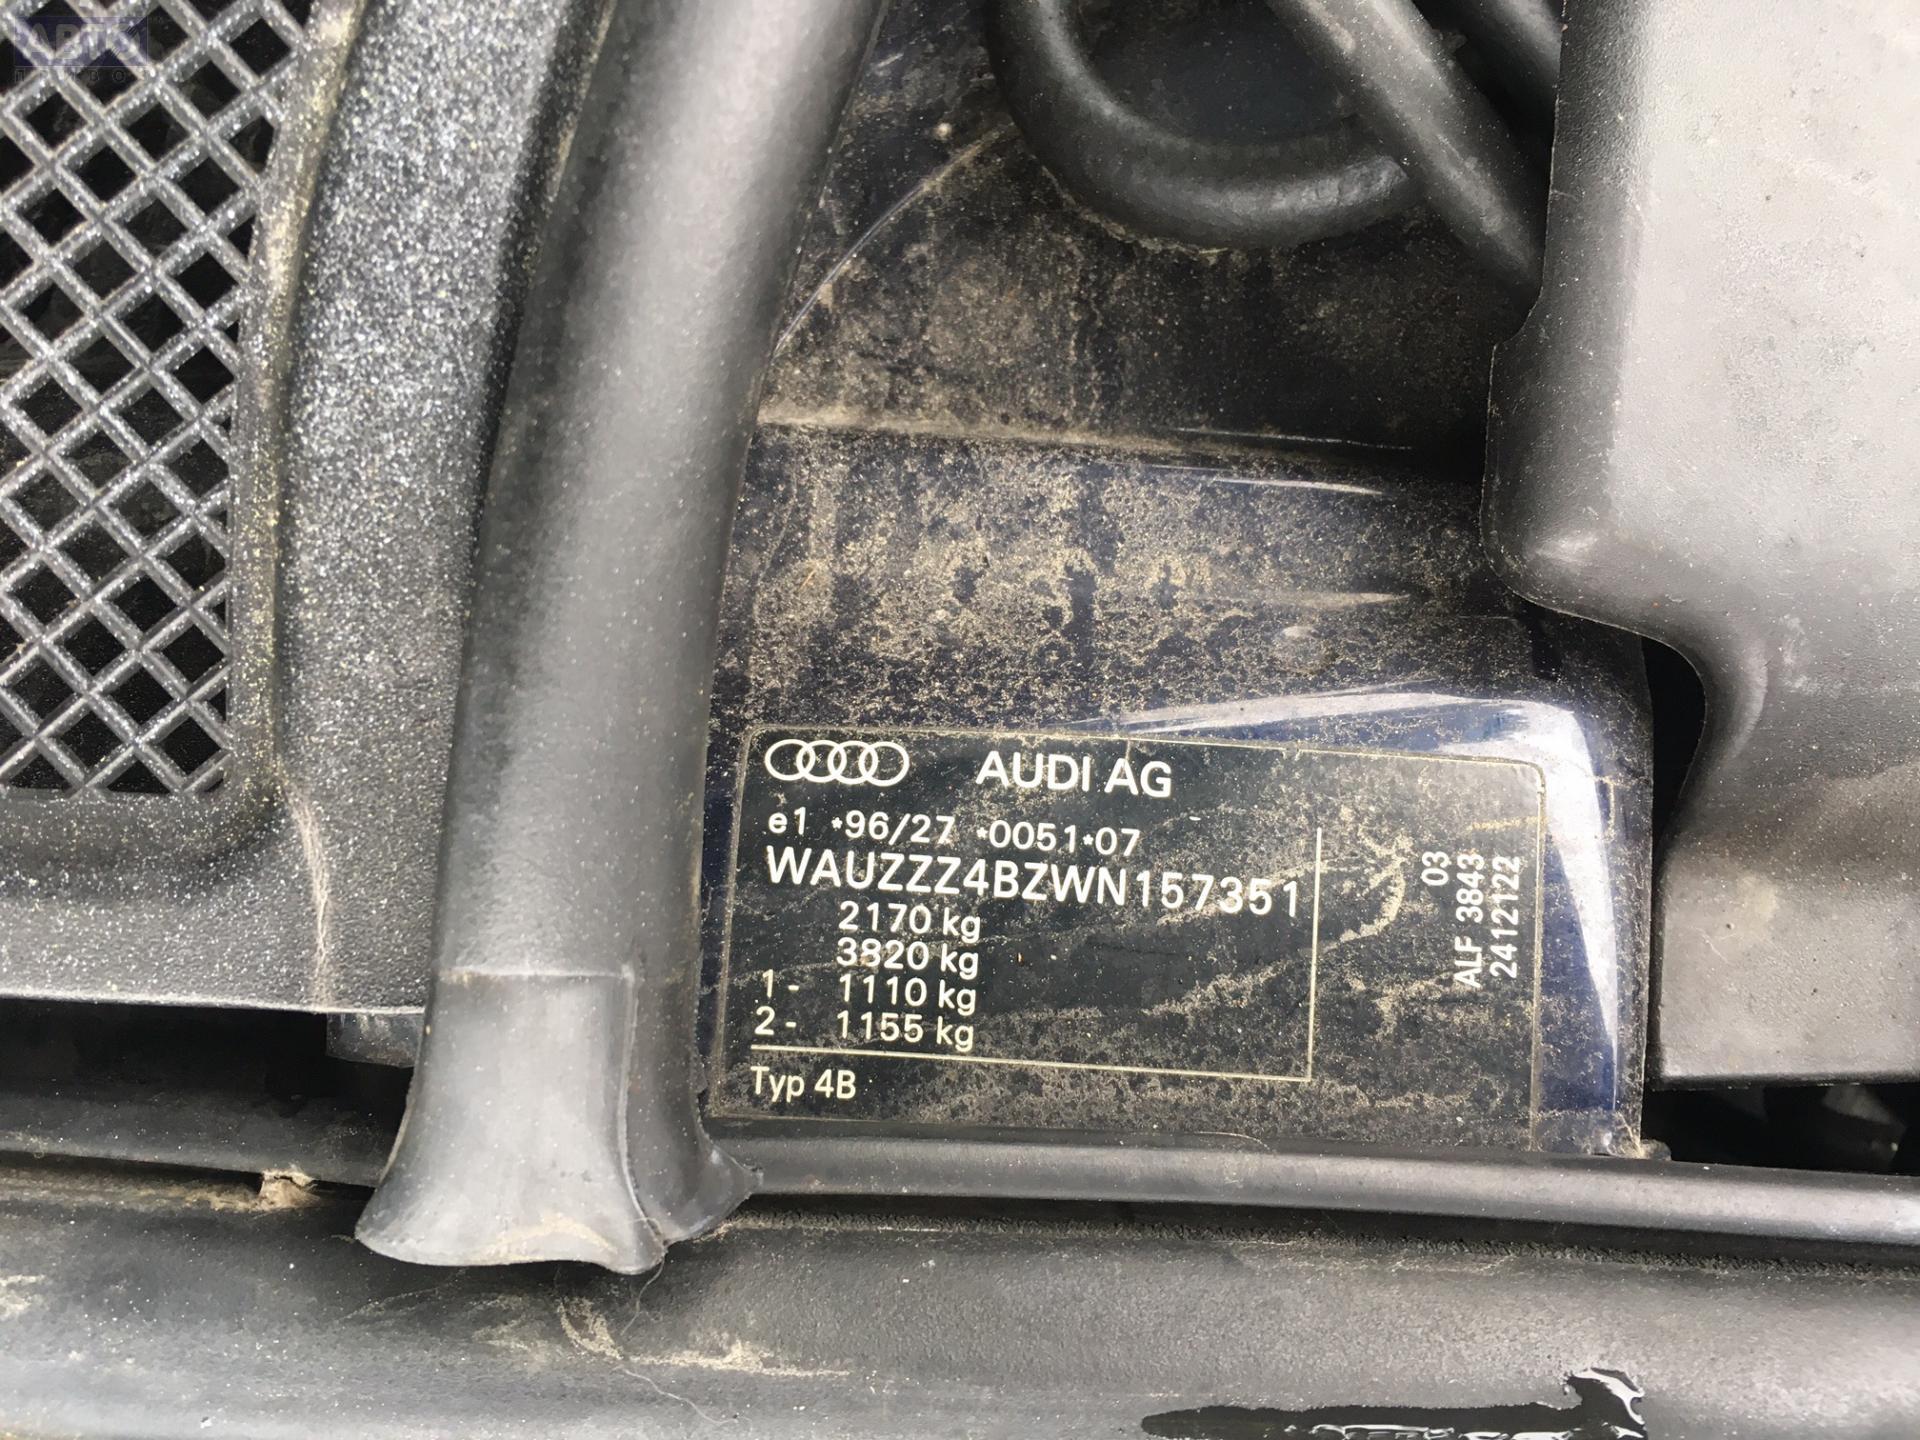 AUDI AG
e1 *96/27 *0051*07
WAUZZZ4BZWN157351
2170 kg
3820 kg
1- 1110 kg
2- 1155 kg
Typ 4B
03
ALF 3843
2412122